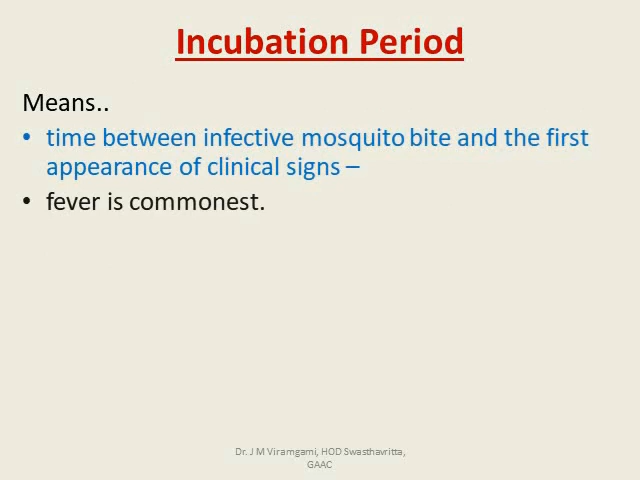 Incubation Period
Means..
• time between infective mosquito bite and the first
appearance of clinical signs –
• fever is commonest.
Dr. J M Viramgami, HOD Swasthavritta,
GAAC